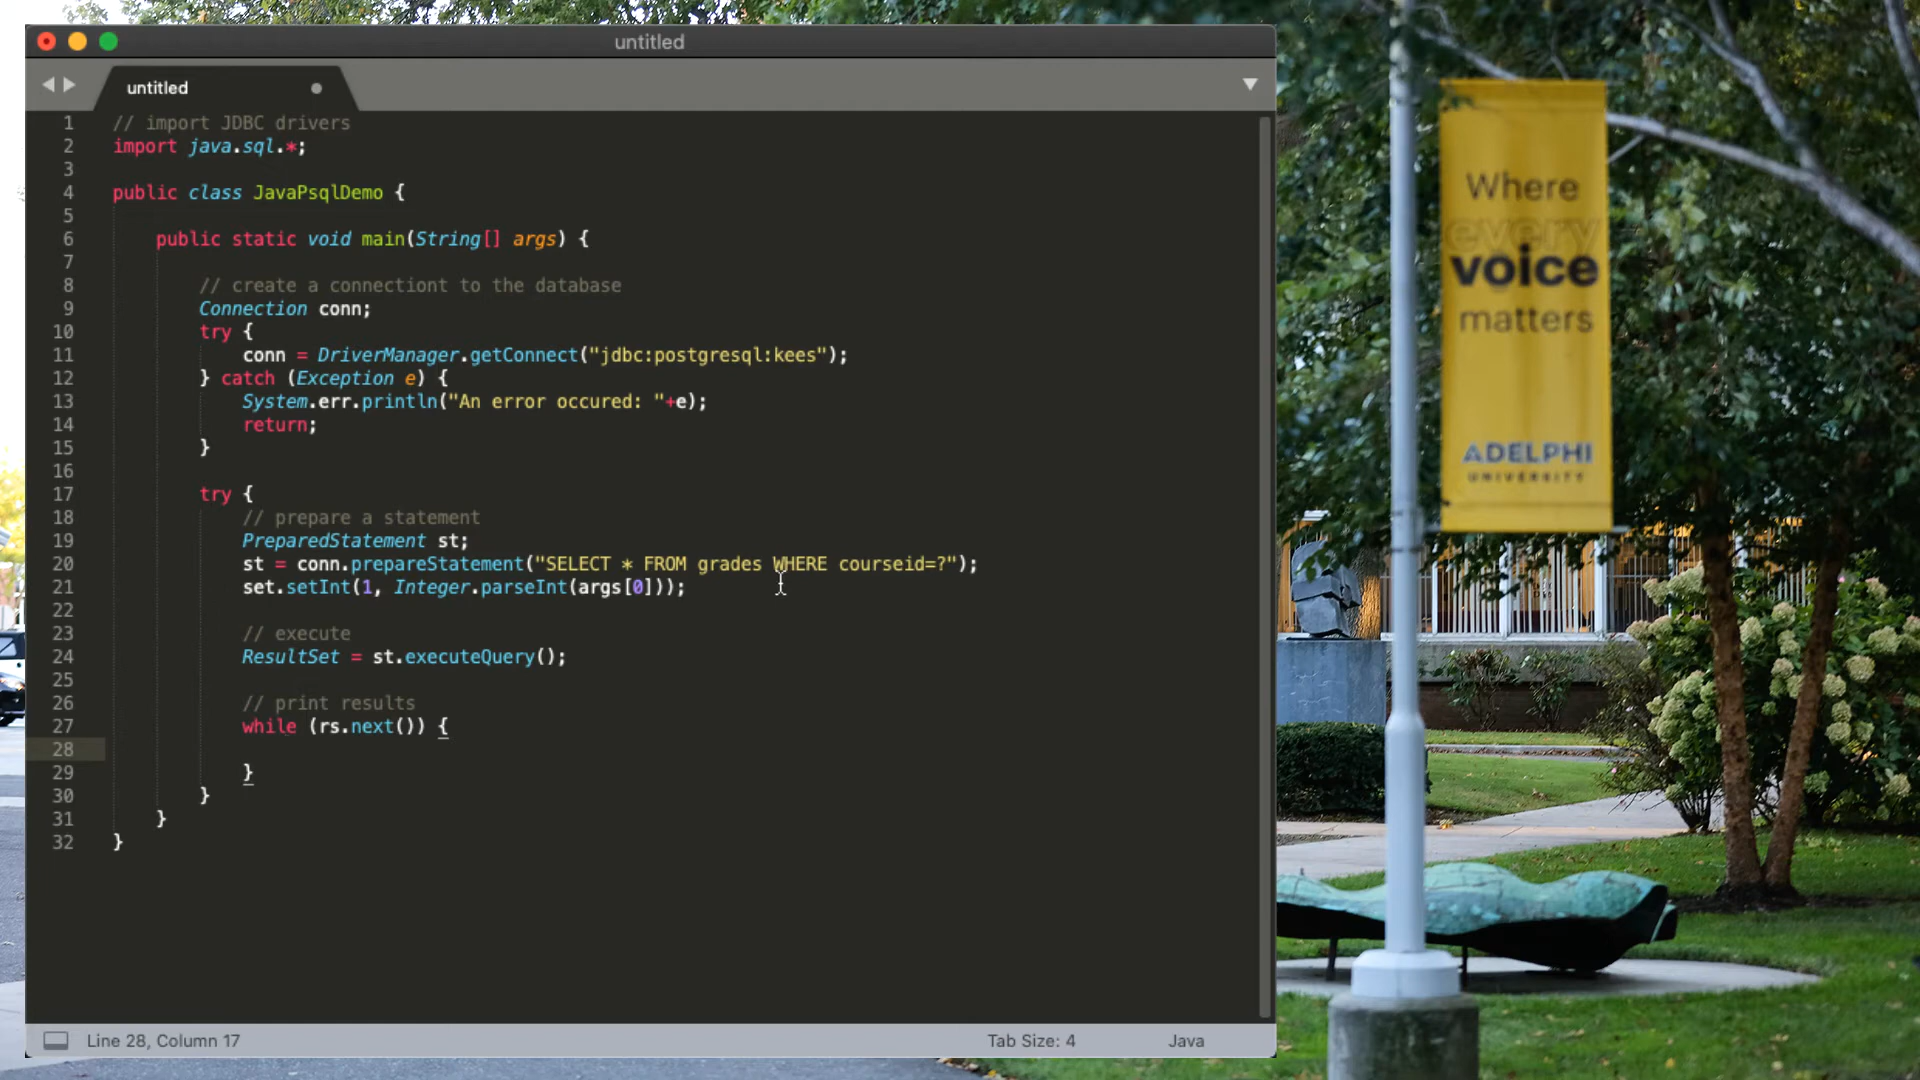 untitled
untitled
1 // import JDBC drivers
2 import java.sql.*;
3
4 public class JavaPsqlDemo {
5
6 public static void main(String[] args) {
7
8 // create a connectiont to the database
9 Connection conn;
10 try {
11 conn = DriverManager.getConnect("jdbc:postgresql:kees");
12 } catch (Exception e) {
13 System.err.println("An error occured: "+e);
14 return;
15 }
16
17 try {
18 // prepare a statement
19 PreparedStatement st;
20 st = conn.prepareStatement("SELECT * FROM grades WHERE courseid=?");
21 set.setInt(1, Integer.parseInt(args[0]));
22
23 // execute
24 ResultSet = st.executeQuery();
25
26 // print results
27 while (rs.next()) {
28
29 }
30 }
31 }
32 }
Line 28, Column 17
Tab Size: 4
Java
Where
every
voice
matters
ADELPHI
UNIVERSITY